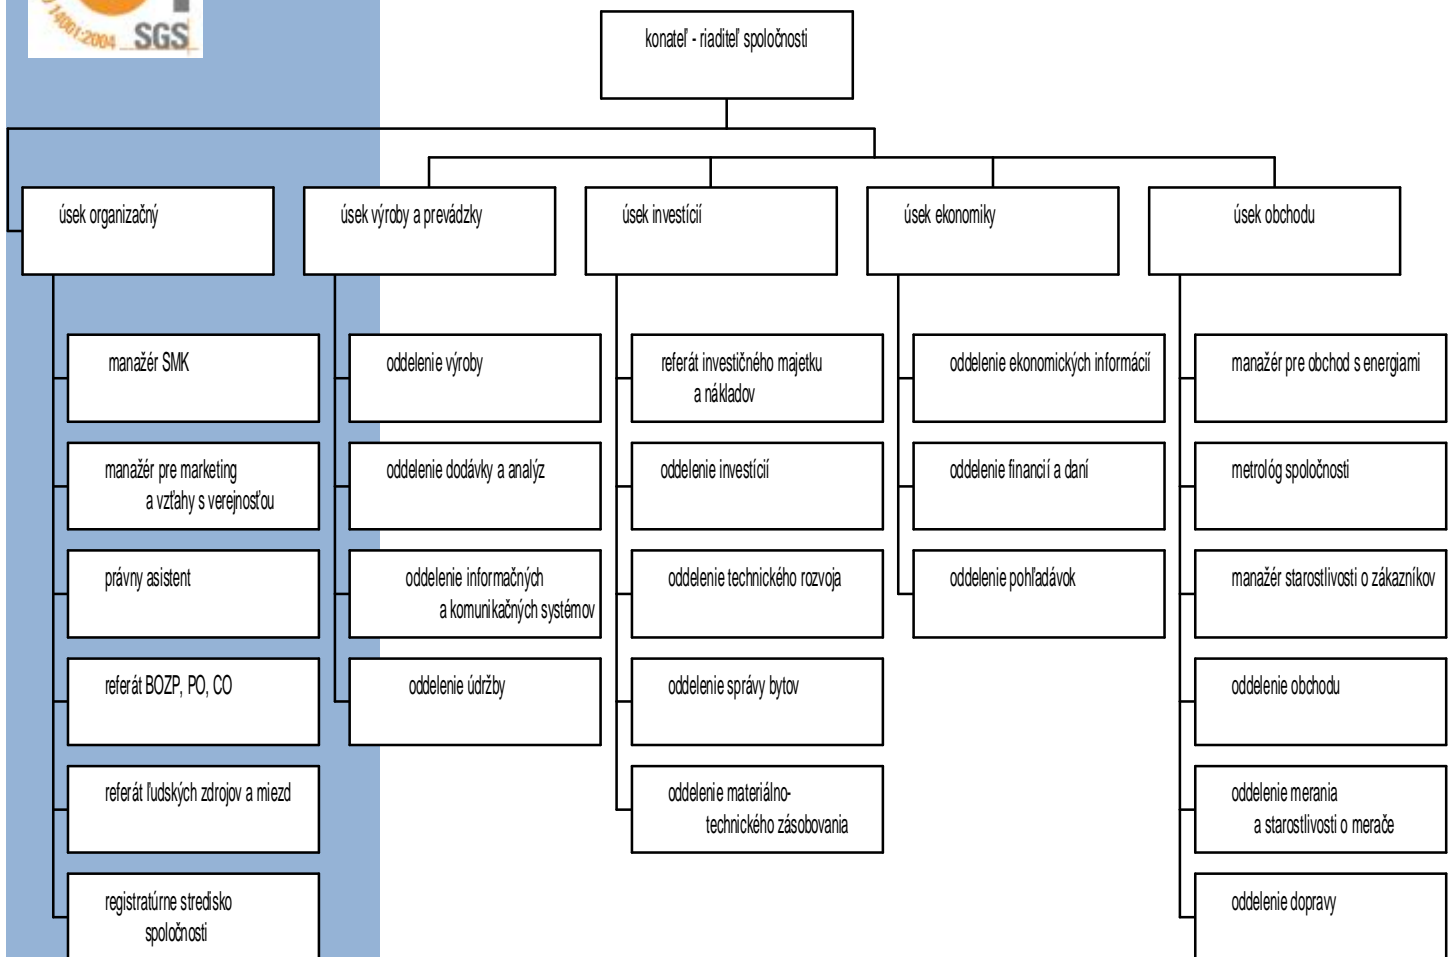 14001:2004 SGS
konateľ - riaditeľ spoločnosti
úsek organizačný
úsek výroby a prevádzky
úsek investícií
úsek ekonomiky
úsek obchodu
manažér SMK
manažér pre marketing
a vzťahy s verejnosťou
právny asistent
referát BOZP, PO, CO
referát ľudských zdrojov a miezd
registratúrne stredisko
spoločnosti
oddelenie výroby
oddelenie dodávky a analýz
oddelenie informačných
a komunikačných systémov
oddelenie údržby
referát investičného majetku
a nákladov
oddelenie investícií
oddelenie technického rozvoja
oddelenie správy bytov
oddelenie materiálno-
technického zásobovania
oddelenie ekonomických informácií
oddelenie financií a daní
oddelenie pohľadávok
manažér pre obchod s energiami
metrológ spoločnosti
manažér starostlivosti o zákazníkov
oddelenie obchodu
oddelenie merania
a starostlivosti o merače
oddelenie dopravy